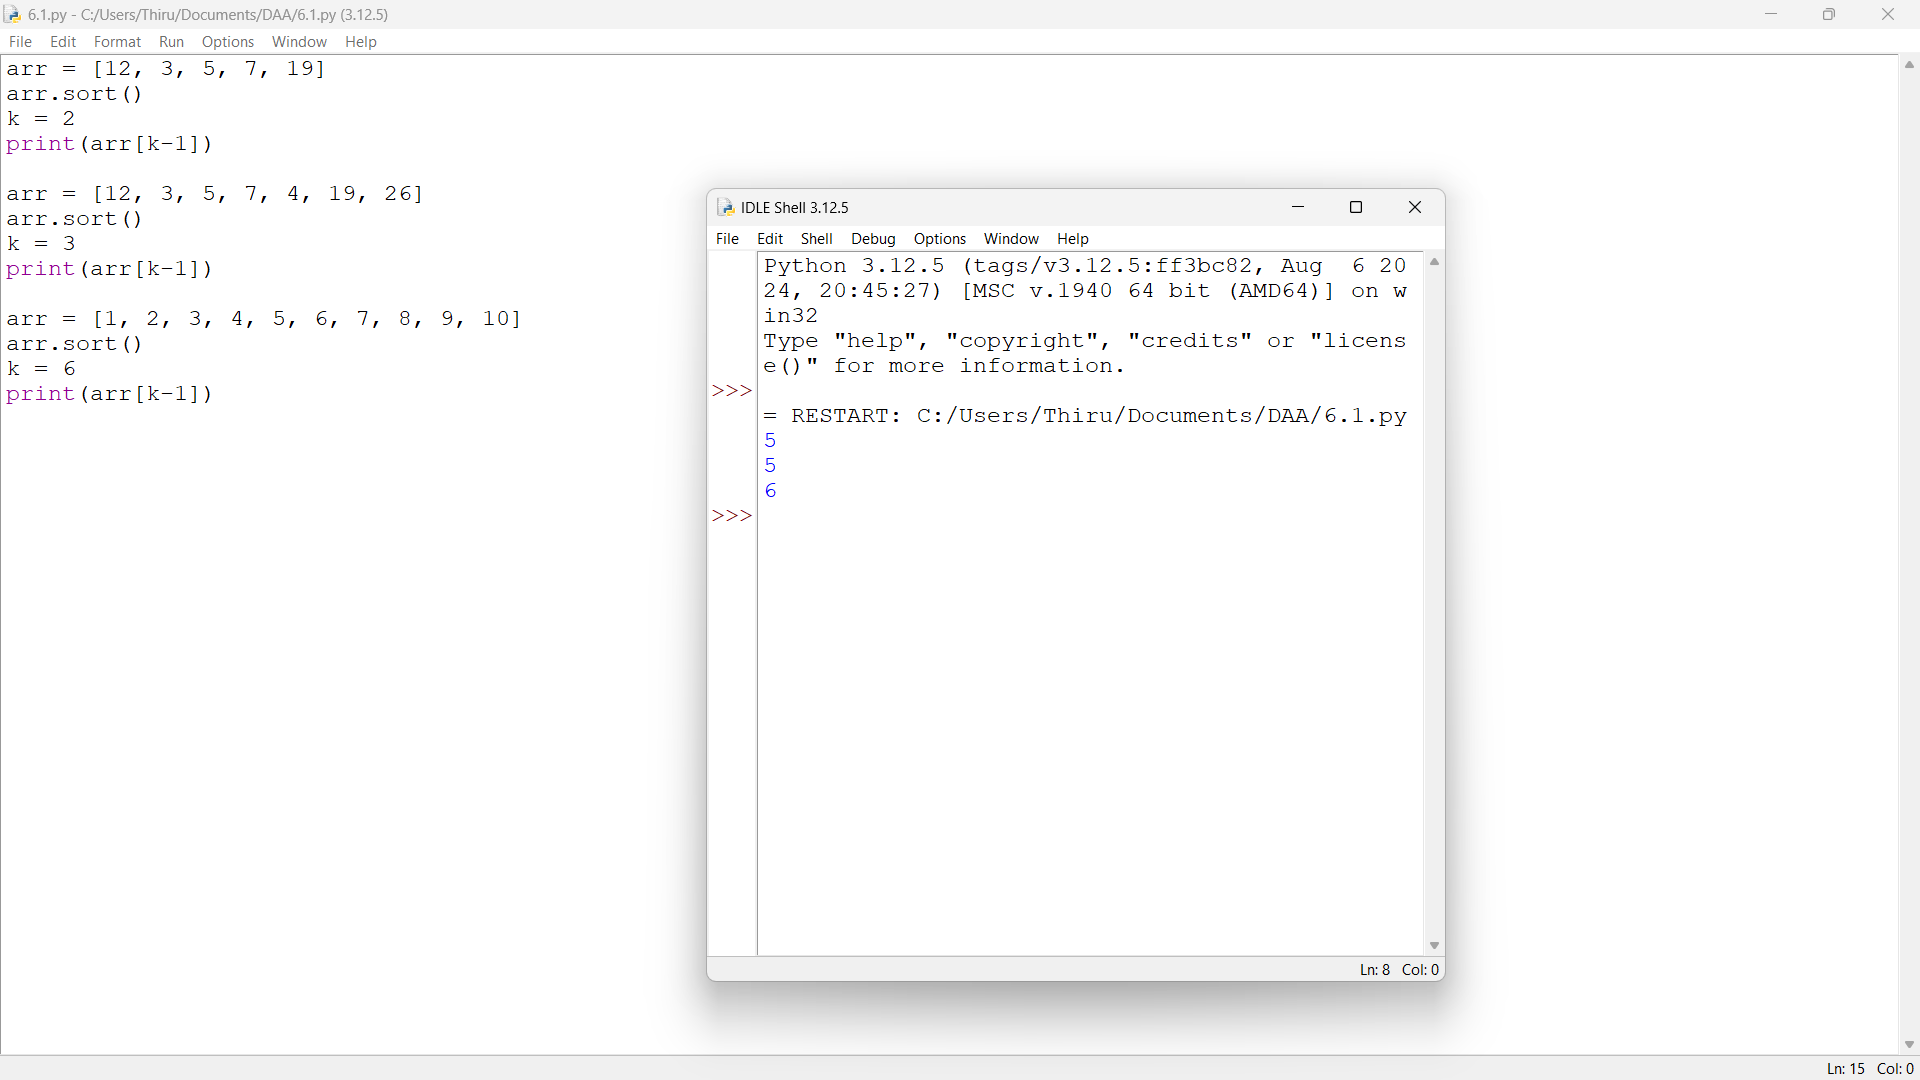 6.1.py - C:/Users/Thiru/Documents/DAA/6.1.py (3.12.5)
File Edit Format Run Options Window Help
arr = [12, 3, 5, 7, 19]
arr.sort()
k = 2
print(arr[k-1])
arr = [12, 3, 5, 7, 4, 19, 26]
arr.sort()
k = 3
print(arr[k-1])
arr = [1, 2, 3, 4, 5, 6, 7, 8, 9, 10]
arr.sort()
k = 6
print(arr[k-1])
IDLE Shell 3.12.5
File Edit Shell Debug Options Window Help
Python 3.12.5 (tags/v3.12.5:ff3bc82, Aug  6 20
24, 20:45:27) [MSC v.1940 64 bit (AMD64)] on w
in32
Type "help", "copyright", "credits" or "licens
e()" for more information.
>>>
= RESTART: C:/Users/Thiru/Documents/DAA/6.1.py
5
5
6
>>>
Ln: 8 Col: 0
Ln: 15 Col: 0